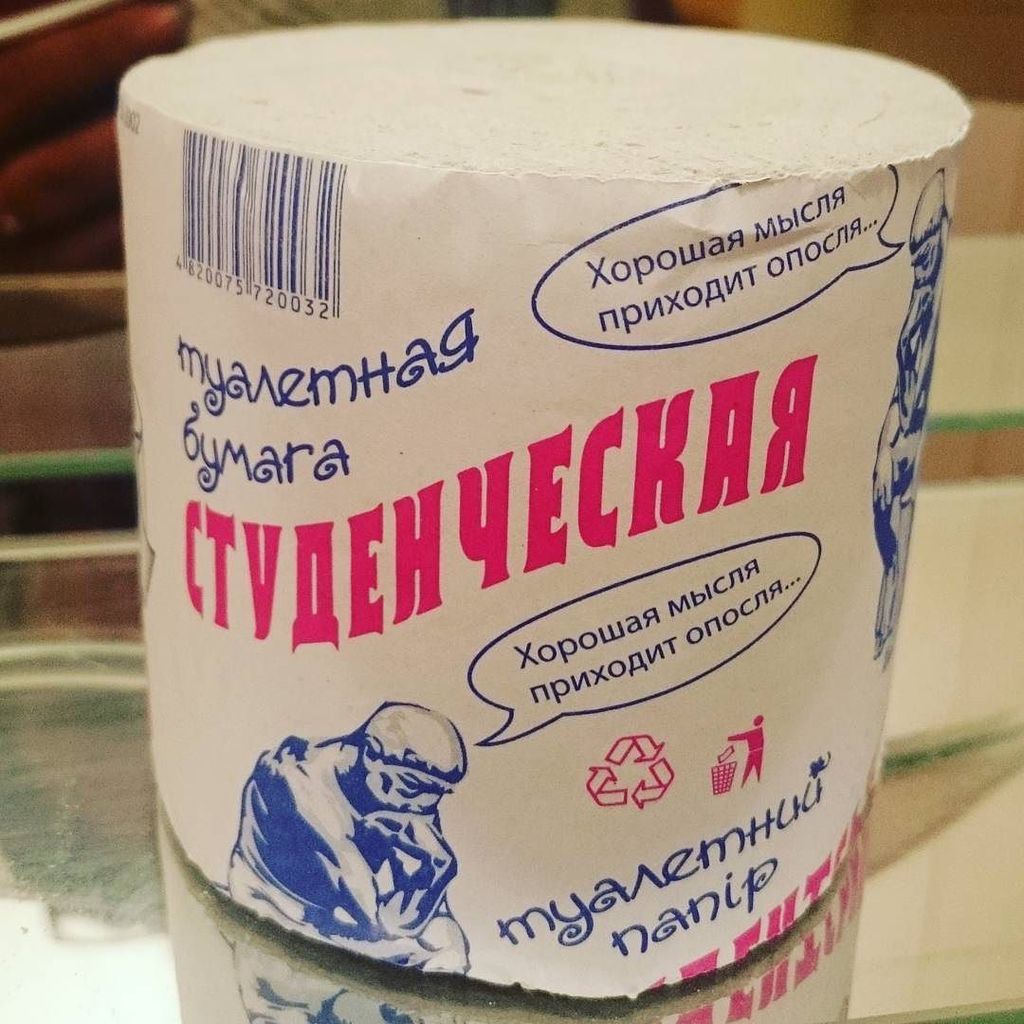 4820075720032
туалетная
бумага
СТУДЕНЧЕСКАЯ
Хорошая мысля
приходит опосля...
Хорошая мысля
приходит опосля...
туалетний
папір